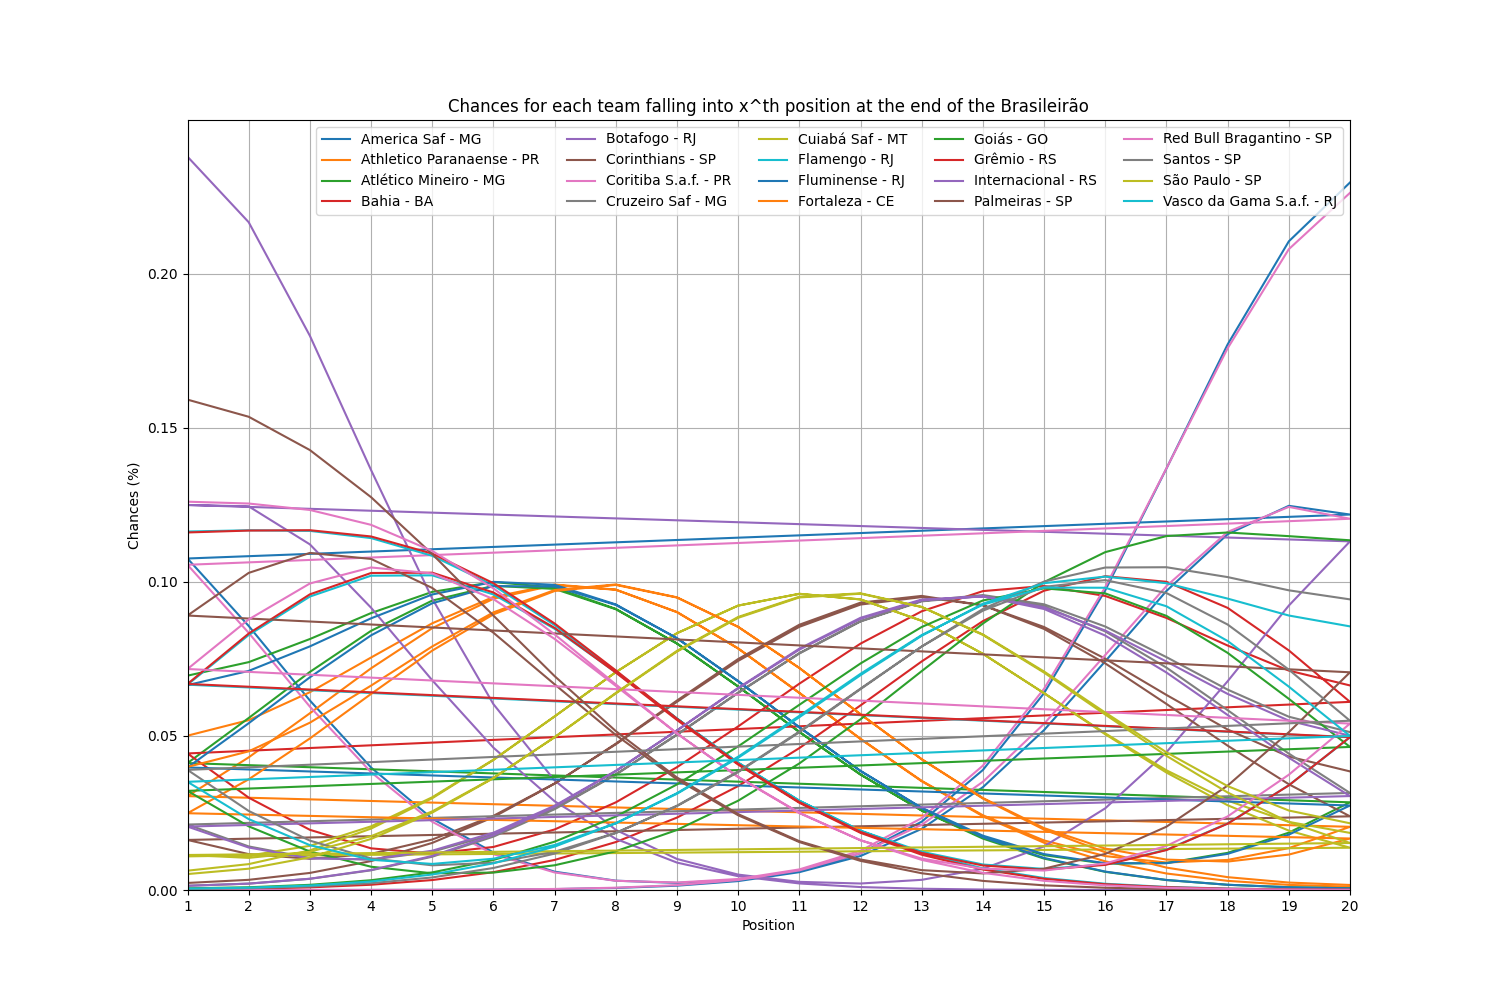 Chances for each team falling into x^th position at the end of the Brasileirão
America Saf - MG
Athletico Paranaense - PR
Atlético Mineiro - MG
Bahia - BA
Botafogo - RJ
Corinthians - SP
Coritiba S.a.f. - PR
Cruzeiro Saf - MG
Cuiabá Saf - MT
Flamengo - RJ
Fluminense - RJ
Fortaleza - CE
Goiás - GO
Grêmio - RS
Internacional - RS
Palmeiras - SP
Red Bull Bragantino - SP
Santos - SP
São Paulo - SP
Vasco da Gama S.a.f. - RJ
Chances (%)
0.20
0.15
0.10
0.05
0.00
1 2 3 4 5 6 7 8 9 10 11 12 13 14 15 16 17 18 19 20
Position